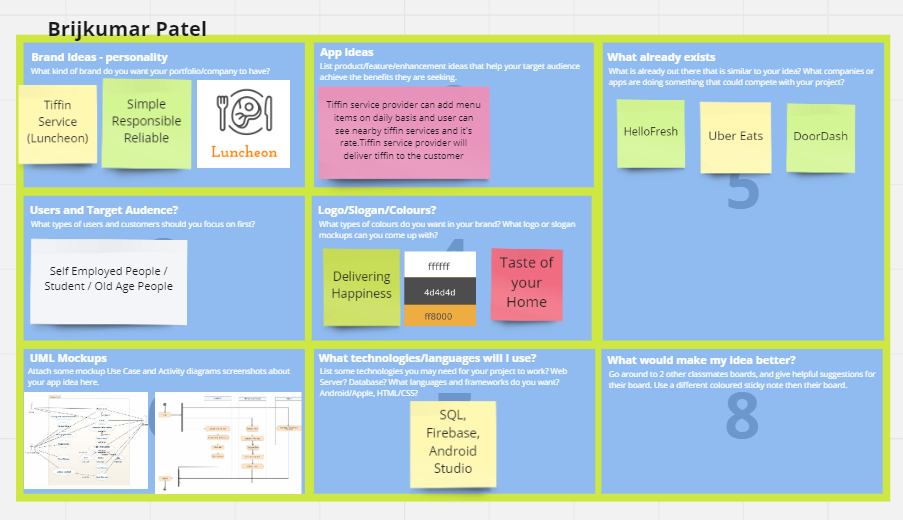 Brijkumar Patel
Brand Ideas - personality
What kind of brand do you want your portfolio/company to have?
Tiffin
Service
(Luncheon)
Simple
Responsible
Reliable
Luncheon
App Ideas
List product/feature/enhancement ideas that help your target audience
achieve the benefits they are seeking.
Tiffin service provider can add menu
items on daily basis and user can
see nearby tiffin services and it's
rate.Tiffin service provider will
deliver tiffin to the customer
What already exists
What is already out there that is similar to your idea? What companies or
apps are doing something that could compete with your project?
HelloFresh
Uber Eats
DoorDash
5
Users and Target Audence?
What types of users and customers should you focus on first?
Self Employed People /
Student / Old Age People
Logo/Slogan/Colours?
What types of colours do you want in your brand? What logo or slogan
mockups can you come up with?
4
Delivering
Happiness
ffffff
4d4d4d
ff8000
Taste of
your
Home
UML Mockups
Attach some mockup Use Case and Activity diagrams screenshots about
your app idea here.
What technologies/languages will I use?
List some technologies you may need for your project to work? Web
Server? Database? What languages and frameworks do you want?
Android/Apple, HTML/CSS?
SQL,
Firebase,
Android
Studio
What would make my idea better?
Go around to 2 other classmates boards, and give helpful suggestions for
their board. Use a different coloured sticky note then their board.
8